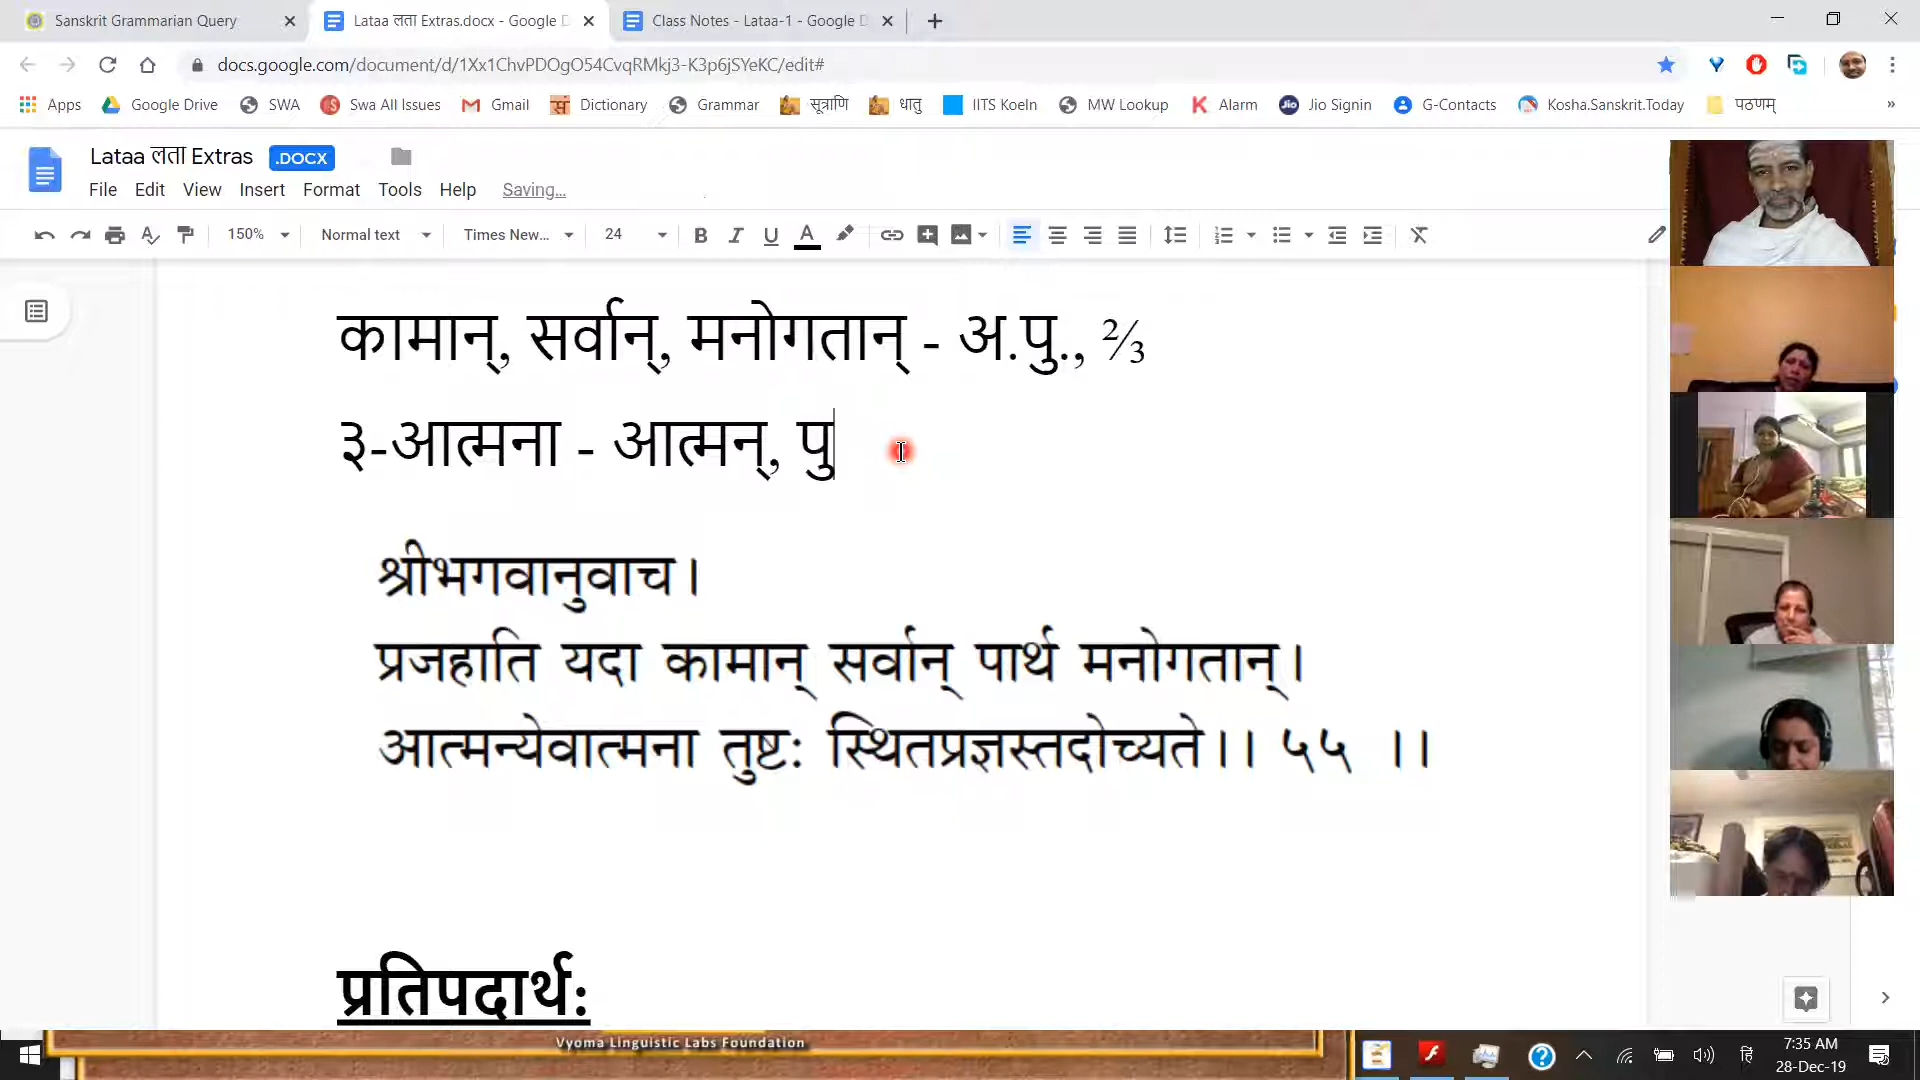 Sanskrit Grammarian Query
Lataa लता Extras.docx - Google D
Class Notes - Lataa-1 - Google D
docs.google.com/document/d/1Xx1ChvPDOgO54CvqRMkj3-K3p6jSYeKC/edit#
Apps Google Drive SWA Swa All Issues Gmail Dictionary Grammar सूत्राणि धातु IITS Koeln MW Lookup Alarm Jio Signin G-Contacts Kosha.Sanskrit.Today पठणम् »
Lataa लता Extras .DOCX
File Edit View Insert Format Tools Help Saving...
150% Normal text Times New... 24 B I U A
कामान्, सर्वान्, मनोगतान् - अ.पु., ⅔
३-आत्मना - आत्मन्, पु
श्रीभगवानुवाच।
प्रजहाति यदा कामान् सर्वान् पार्थ मनोगतान्।
आत्मन्येवात्मना तुष्टः स्थितप्रज्ञस्तदोच्यते।। ५५ ।।
प्रतिपदार्थः
Vyoma Linguistic Labs Foundation
हि
7:35 AM
28-Dec-19